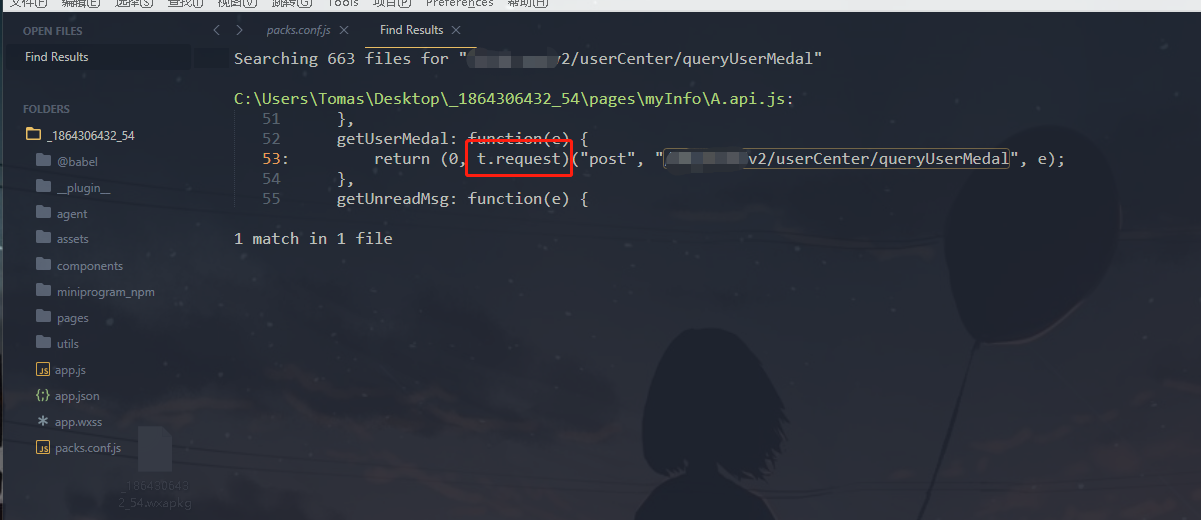 文件(F) 编辑(E) 选择(S) 查找(I) 视图(V) 跳转(G) Tools 项目(P) Preferences 帮助(H)
OPEN FILES
Find Results
FOLDERS
_1864306432_54
@babel
__plugin__
agent
assets
components
miniprogram_npm
pages
utils
app.js
app.json
app.wxss
packs.conf.js
packs.conf.js
Find Results
Searching 663 files for "v2/userCenter/queryUserMedal"
C:\Users\Tomas\Desktop\_1864306432_54\pages\myInfo\A.api.js:
51 },
52 getUserMedal: function(e) {
53: return (0, t.request)("post", "v2/userCenter/queryUserMedal", e);
54 },
55 getUnreadMsg: function(e) {
1 match in 1 file
_186430643
2_54.wxapkg